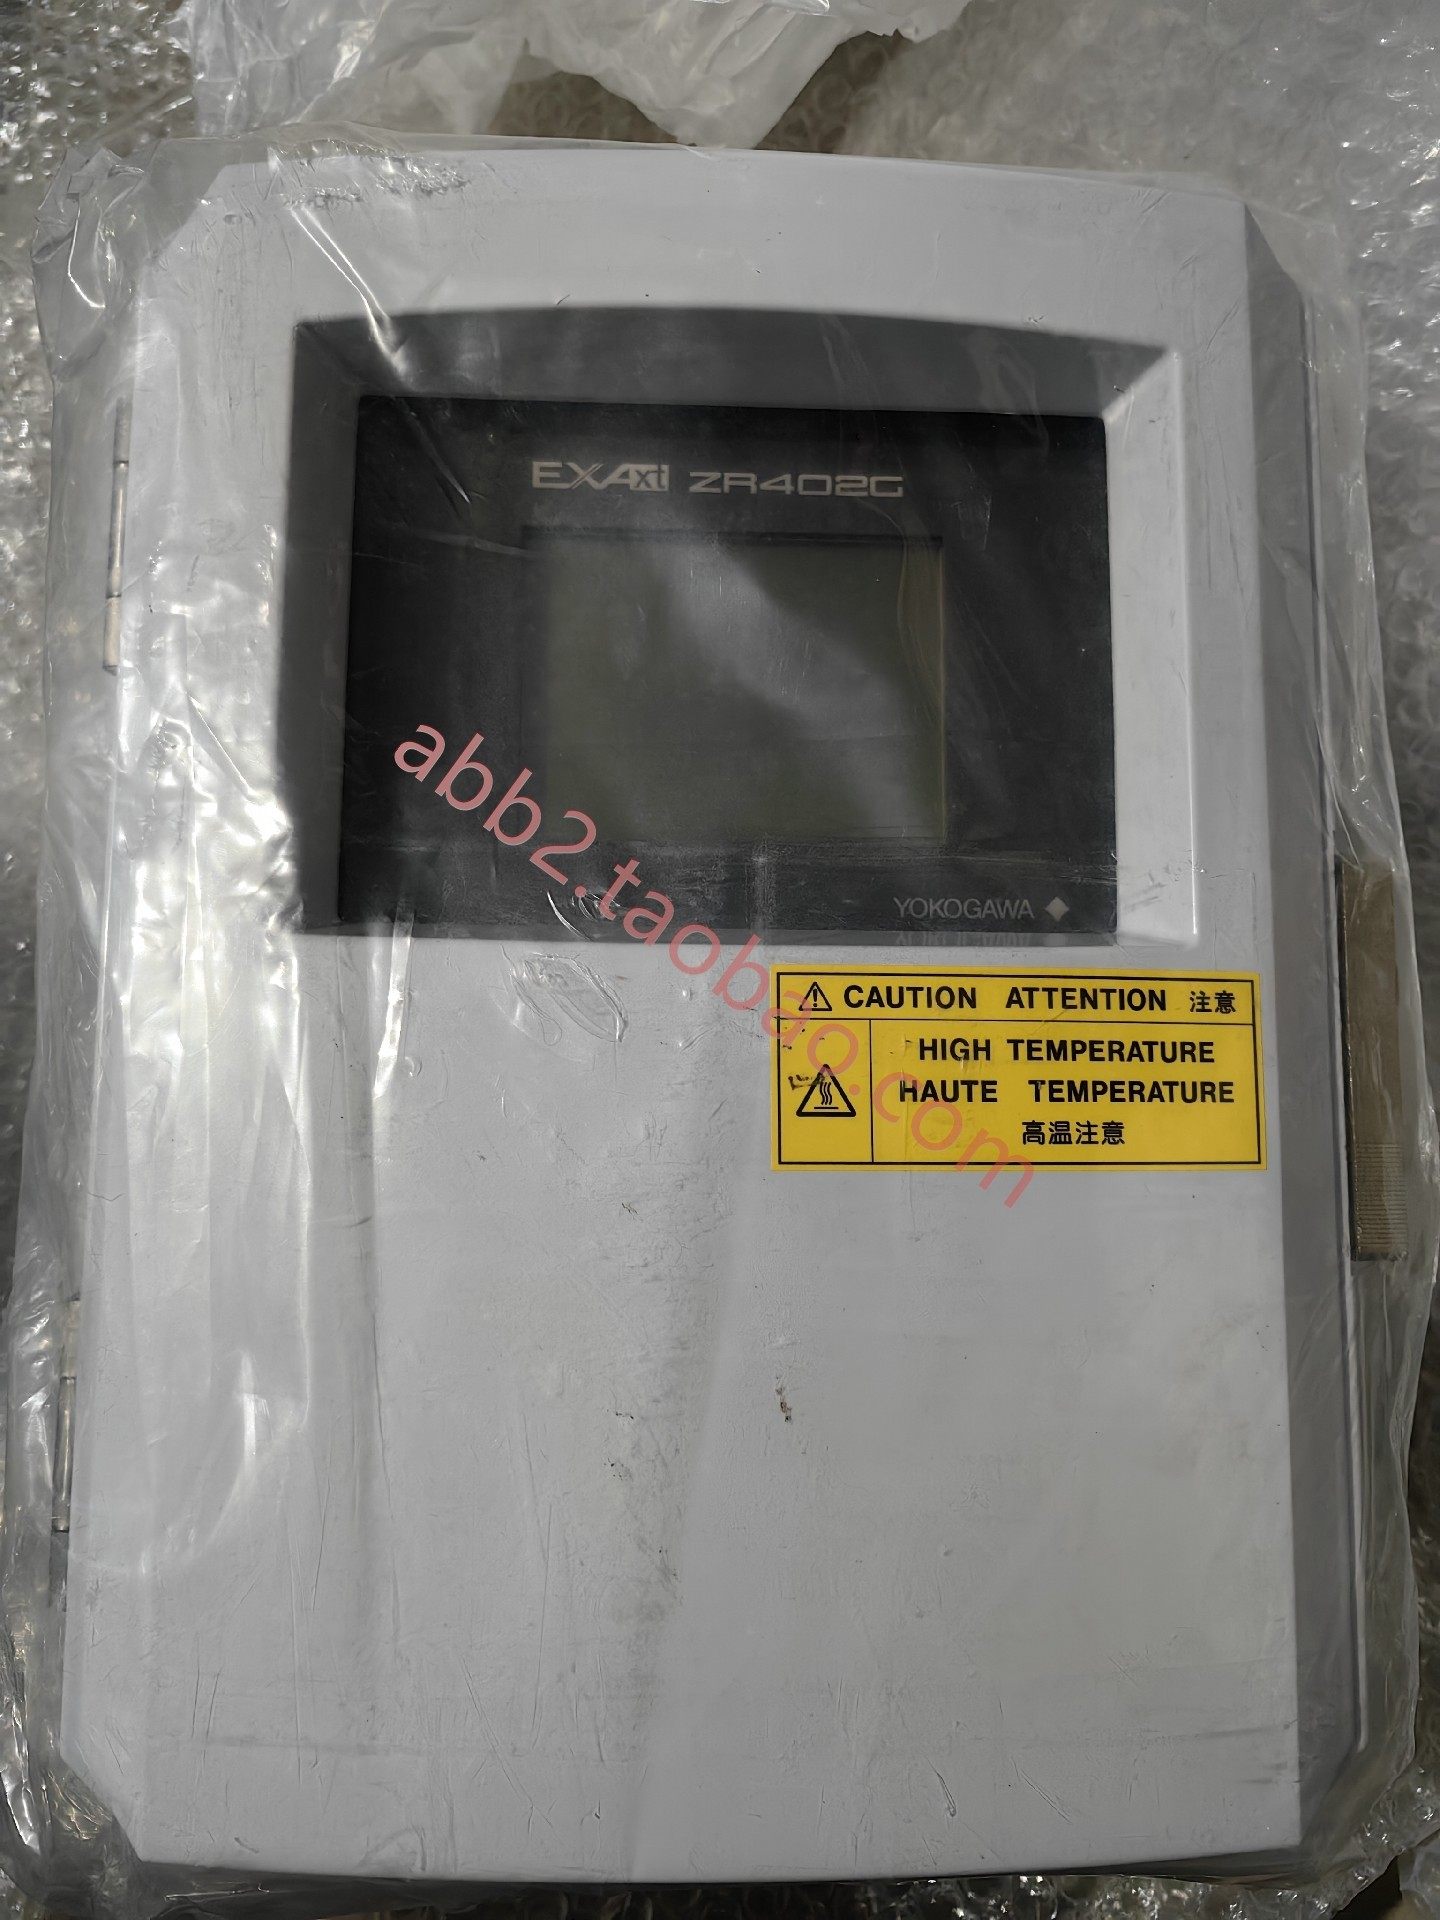 EXAxt ZR402G
YOKOGAWA
abb2.taobao.com
CAUTION ATTENTION 注意
HIGH TEMPERATURE
HAUTE TEMPERATURE
高温注意